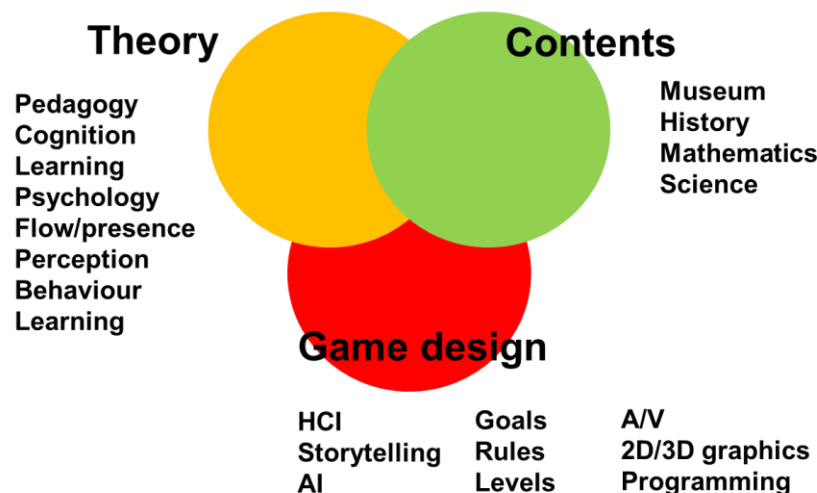 Theory
Contents
Pedagogy
Cognition
Learning
Psychology
Flow/presence
Perception
Behaviour
Learning
Museum
History
Mathematics
Science
Game design
HCI
Storytelling
AI
Goals
Rules
Levels
A/V
2D/3D graphics
Programming